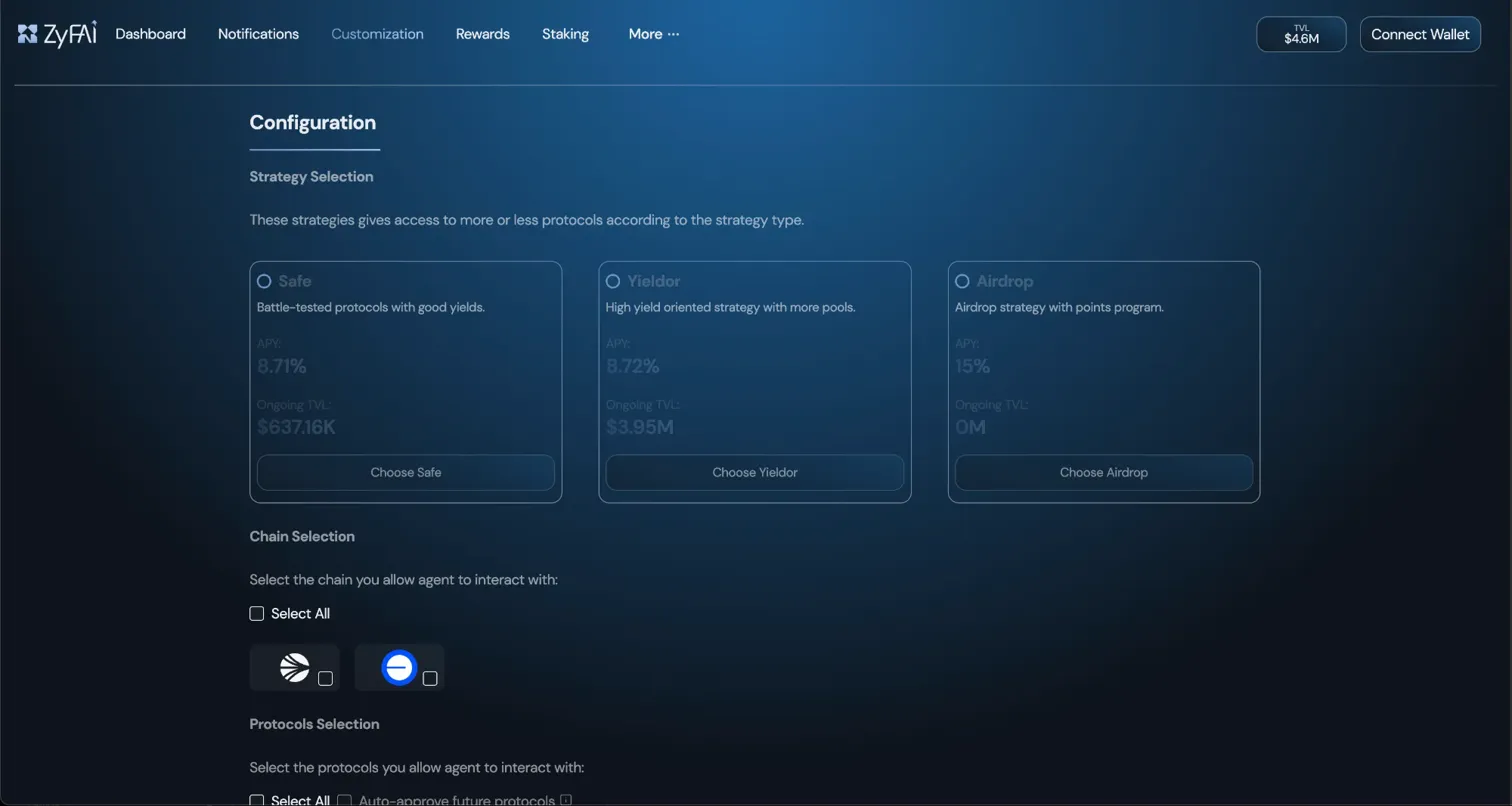 ZyFAI
Dashboard
Notifications
Customization
Rewards
Staking
More ···
TVL
$4.6M
Connect Wallet
Configuration
Strategy Selection
These strategies gives access to more or less protocols according to the strategy type.
Safe
Battle-tested protocols with good yields.
APY:
8.71%
Ongoing TVL:
$637.16K
Choose Safe
Yieldor
High yield oriented strategy with more pools.
APY:
8.72%
Ongoing TVL:
$3.95M
Choose Yieldor
Airdrop
Airdrop strategy with points program.
APY:
15%
Ongoing TVL:
0M
Choose Airdrop
Chain Selection
Select the chain you allow agent to interact with:
Select All
Protocols Selection
Select the protocols you allow agent to interact with:
Select All
Auto-approve future protocols